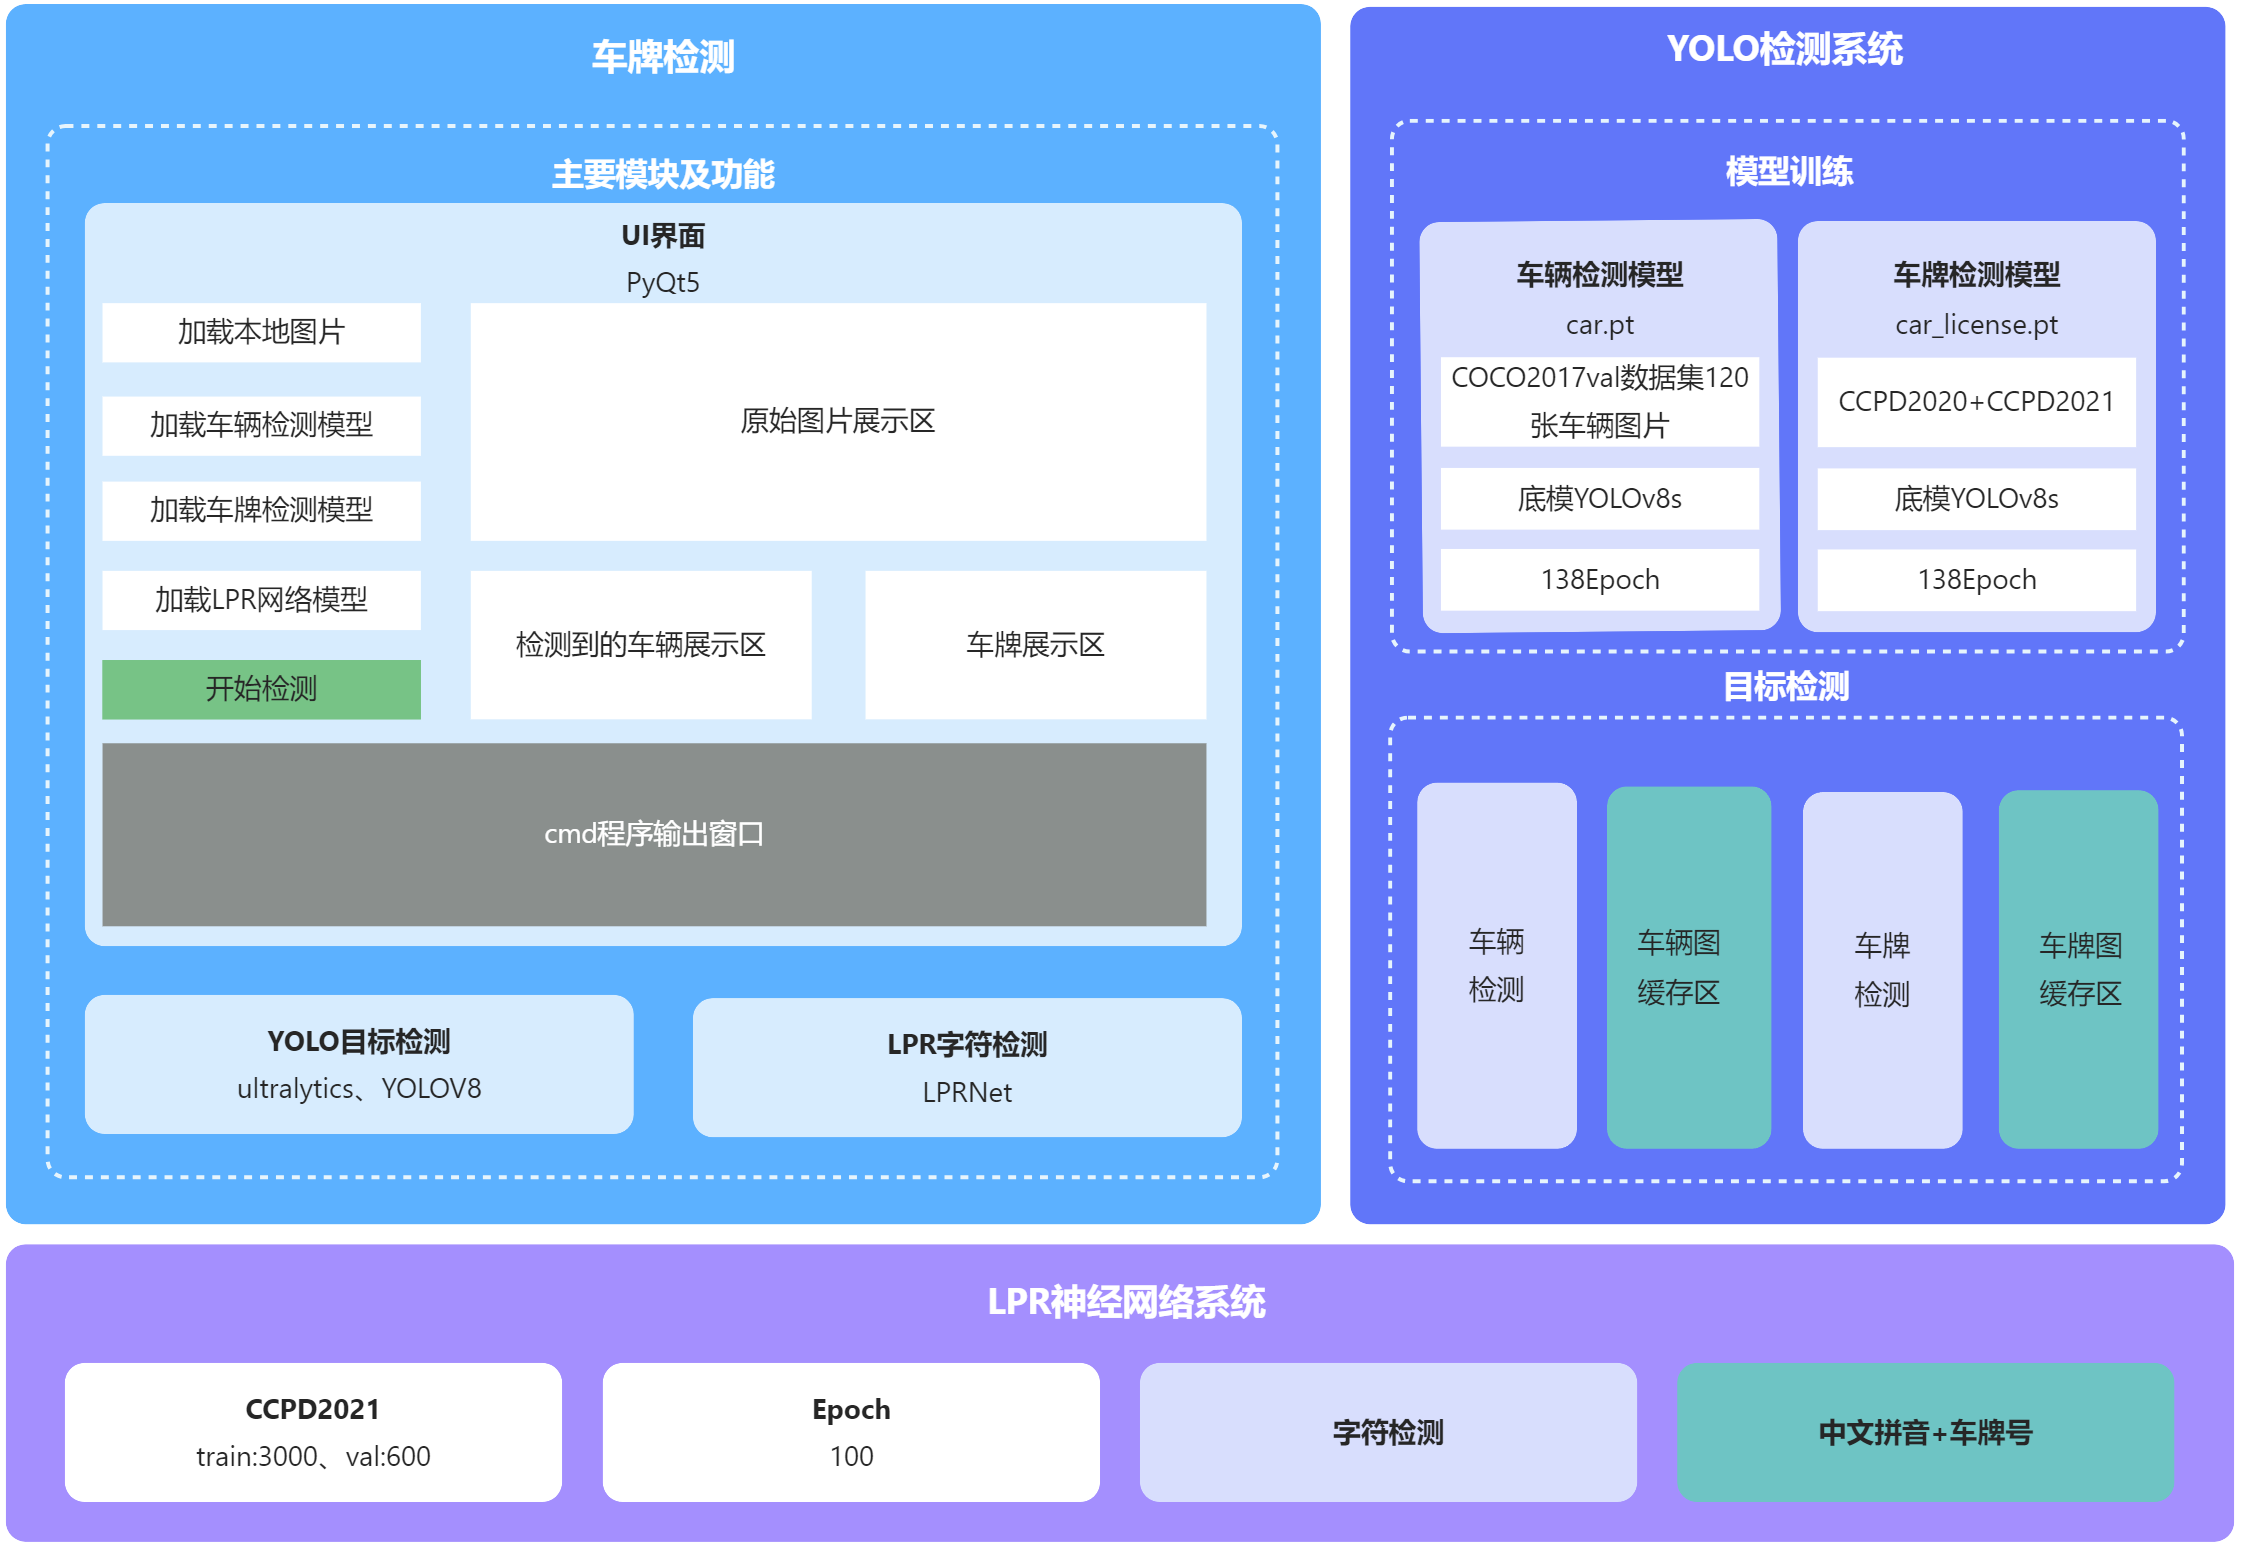 车牌检测
主要模块及功能
UI界面
PyQt5
加载本地图片
加载车辆检测模型
加载车牌检测模型
加载LPR网络模型
开始检测
原始图片展示区
检测到的车辆展示区
车牌展示区
cmd程序输出窗口
YOLO目标检测
ultralytics、YOLOV8
LPR字符检测
LPRNet
YOLO检测系统
模型训练
车辆检测模型
car.pt
COCO2017val数据集120
张车辆图片
底模YOLOv8s
138Epoch
车牌检测模型
car_license.pt
CCPD2020+CCPD2021
底模YOLOv8s
138Epoch
目标检测
车辆
检测
车辆图
缓存区
车牌
检测
车牌图
缓存区
LPR神经网络系统
CCPD2021
train:3000、val:600
Epoch
100
字符检测
中文拼音+车牌号